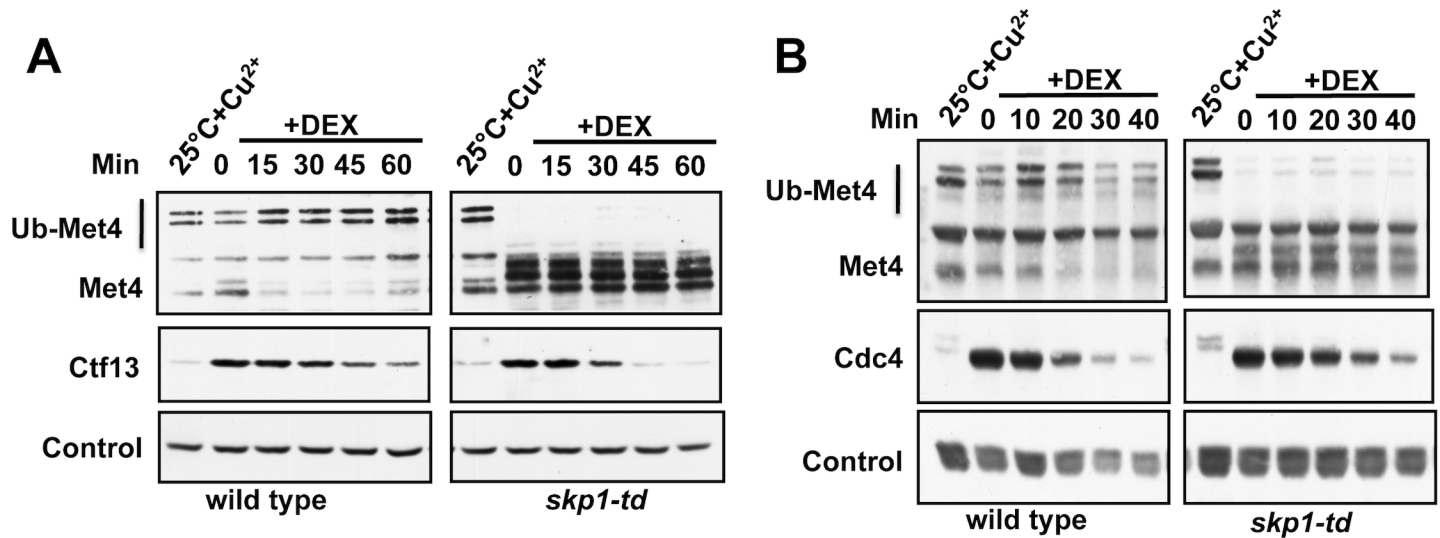 A
25°C+Cu²⁺
+DEX
Min 0 15 30 45 60
25°C+Cu²⁺
+DEX
0 15 30 45 60
Ub-Met4
Met4
Ctf13
Control
wild type
skp1-td
B
25°C+Cu²⁺
+DEX
Min 0 10 20 30 40
25°C+Cu²⁺
+DEX
0 10 20 30 40
Ub-Met4
Met4
Cdc4
Control
wild type
skp1-td